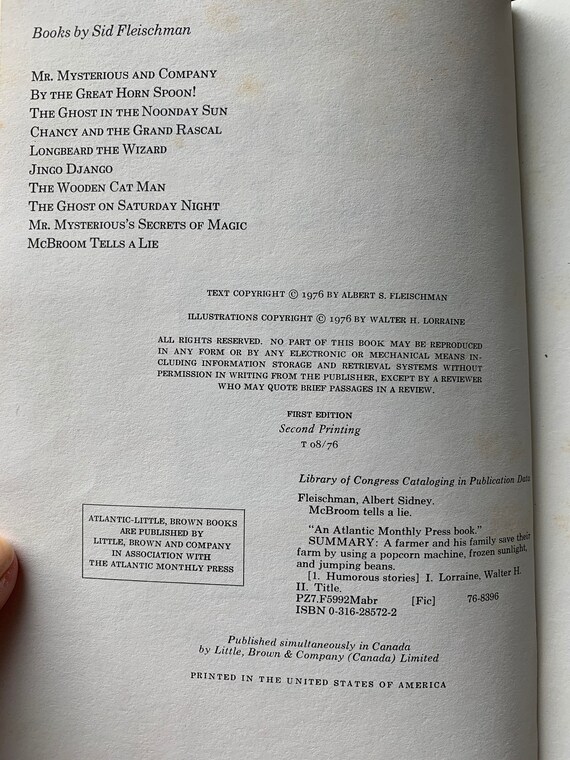 Books by Sid Fleischman
Mr. Mysterious and Company
By the Great Horn Spoon!
The Ghost in the Noonday Sun
Chancy and the Grand Rascal
Longbeard the Wizard
Jingo Django
The Wooden Cat Man
The Ghost on Saturday Night
Mr. Mysterious's Secrets of Magic
McBroom Tells a Lie
TEXT COPYRIGHT © 1976 BY ALBERT S. FLEISCHMAN
ILLUSTRATIONS COPYRIGHT © 1976 BY WALTER H. LORRAINE
ALL RIGHTS RESERVED. NO PART OF THIS BOOK MAY BE REPRODUCED
IN ANY FORM OR BY ANY ELECTRONIC OR MECHANICAL MEANS IN-
CLUDING INFORMATION STORAGE AND RETRIEVAL SYSTEMS WITHOUT
PERMISSION IN WRITING FROM THE PUBLISHER, EXCEPT BY A REVIEWER
WHO MAY QUOTE BRIEF PASSAGES IN A REVIEW.
FIRST EDITION
Second Printing
T 08/76
Library of Congress Cataloging in Publication Data
Fleischman, Albert Sidney.
McBroom tells a lie.
"An Atlantic Monthly Press book."
SUMMARY: A farmer and his family save their
farm by using a popcorn machine, frozen sunlight,
and jumping beans.
[1. Humorous stories] I. Lorraine, Walter H.
II. Title.
PZ7.F5992Mabr [Fic] 76-8396
ISBN 0-316-28572-2
ATLANTIC-LITTLE, BROWN BOOKS
ARE PUBLISHED BY
LITTLE, BROWN AND COMPANY
IN ASSOCIATION WITH
THE ATLANTIC MONTHLY PRESS
Published simultaneously in Canada
by Little, Brown & Company (Canada) Limited
PRINTED IN THE UNITED STATES OF AMERICA